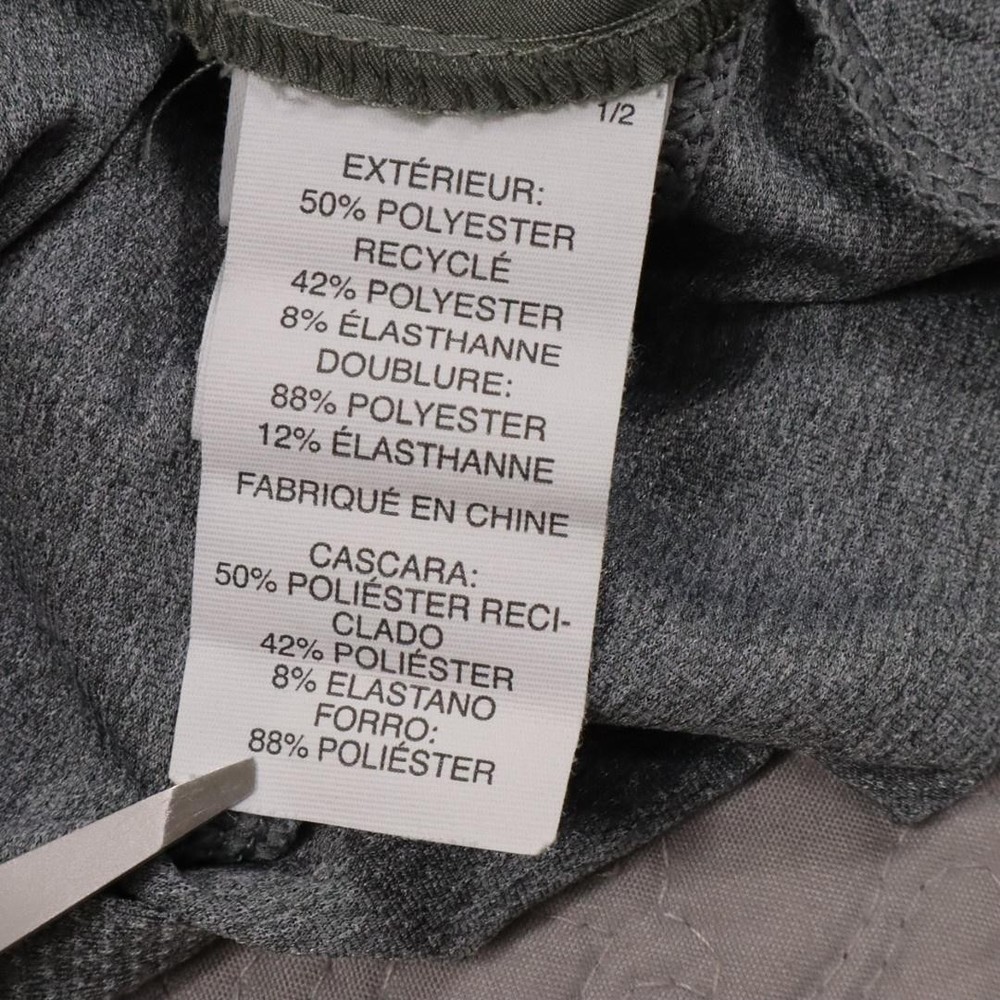 1/2
EXTÉRIEUR:
50% POLYESTER
RECYCLÉ
42% POLYESTER
8% ÉLASTHANNE
DOUBLURE:
88% POLYESTER
12% ÉLASTHANNE
FABRIQUÉ EN CHINE
CASCARA:
50% POLIÉSTER RECI-
CLADO
42% POLIÉSTER
8% ELASTANO
FORRO:
88% POLIÉSTER